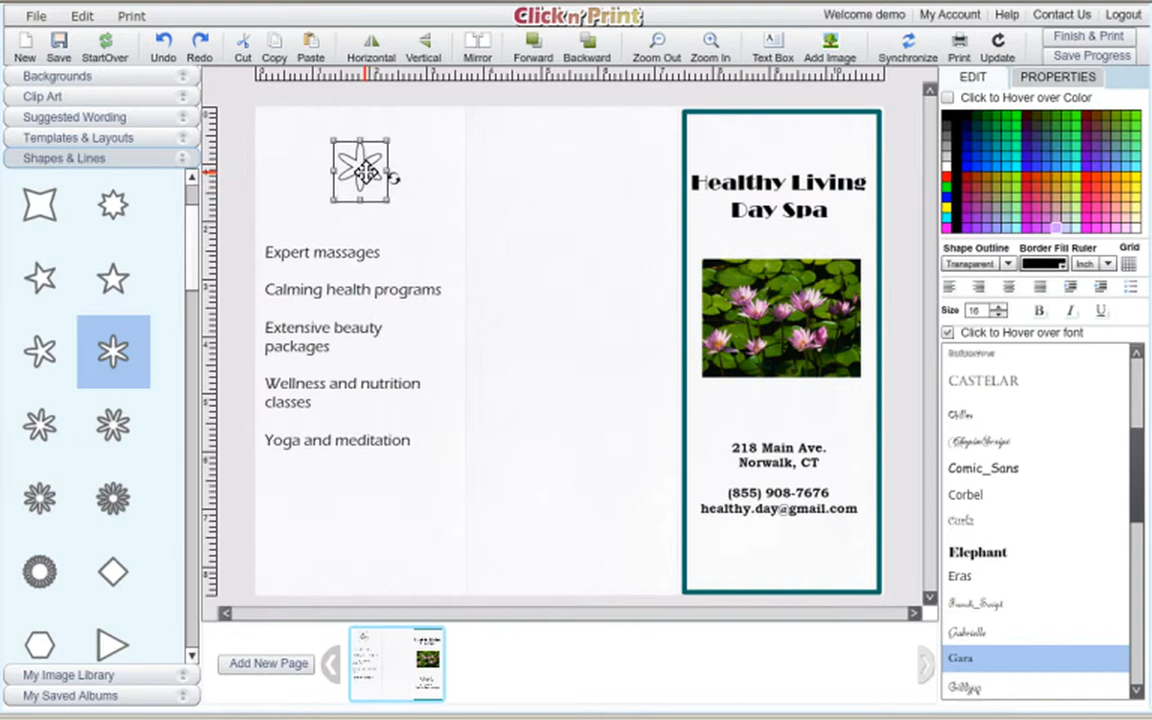 File Edit Print
Click n' Print
Welcome demo My Account Help Contact Us Logout
New Save StartOver Undo Redo Cut Copy Paste Horizontal Vertical Mirror Forward Backward Zoom Out Zoom In Text Box Add Image Synchronize Print Update
Finish & Print
Save Progress
Backgrounds
Clip Art
Suggested Wording
Templates & Layouts
Shapes & Lines
My Image Library
My Saved Albums
Expert massages
Calming health programs
Extensive beauty
packages
Wellness and nutrition
classes
Yoga and meditation
Healthy Living
Day Spa
218 Main Ave.
Norwalk, CT
(855) 908-7676
healthy.day@gmail.com
Add New Page
EDIT PROPERTIES
Click to Hover over Color
Shape Outline Border Fill Ruler Grid
Transparent Inch
Size 16 B I U
Click to Hover over font
CASTELAR
Chiller
ChopinScript
Comic_Sans
Corbel
Curlz
Elephant
Eras
French_Script
Gabrielle
Gara
Gillyup